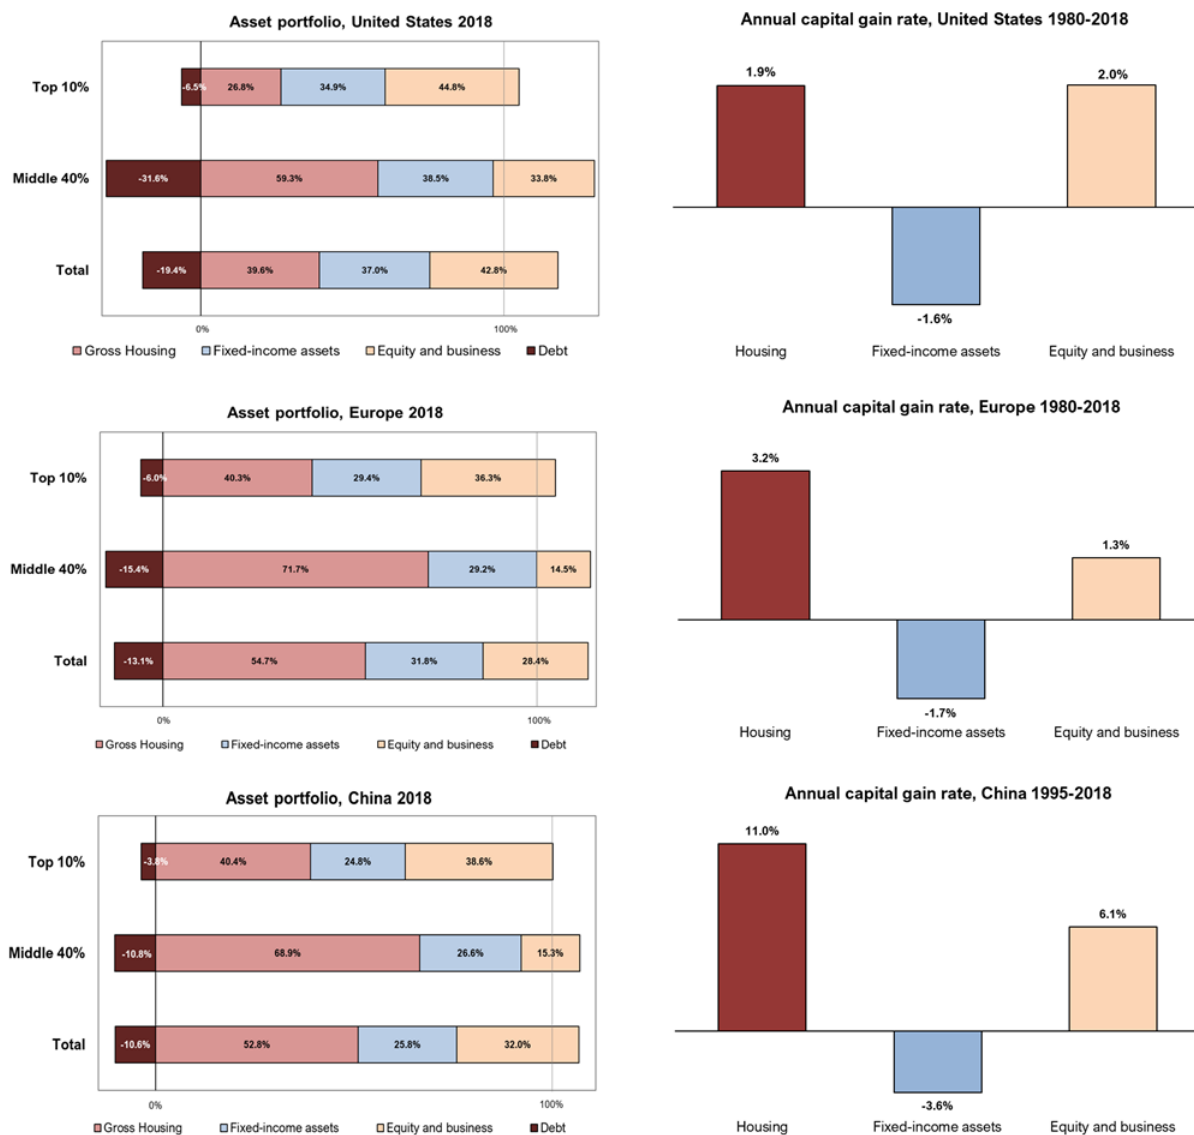 Asset portfolio, United States 2018
Top 10%
-6.5% 26.8% 34.9% 44.8%
Middle 40%
-31.6% 59.3% 38.5% 33.8%
Total
-19.4% 39.6% 37.0% 42.8%
0% 100%
Gross Housing Fixed-income assets Equity and business Debt
Annual capital gain rate, United States 1980-2018
1.9% 2.0%
-1.6%
Housing Fixed-income assets Equity and business
Asset portfolio, Europe 2018
Top 10%
-6.0% 40.3% 29.4% 36.3%
Middle 40%
-15.4% 71.7% 29.2% 14.5%
Total
-13.1% 54.7% 31.8% 28.4%
0% 100%
Gross Housing Fixed-income assets Equity and business Debt
Annual capital gain rate, Europe 1980-2018
3.2%
1.3%
-1.7%
Housing Fixed-income assets Equity and business
Asset portfolio, China 2018
Top 10%
-3.8% 40.4% 24.8% 38.6%
Middle 40%
-10.8% 68.9% 26.6% 15.3%
Total
-10.6% 52.8% 25.8% 32.0%
0% 100%
Gross Housing Fixed-income assets Equity and business Debt
Annual capital gain rate, China 1995-2018
11.0%
6.1%
-3.6%
Housing Fixed-income assets Equity and business